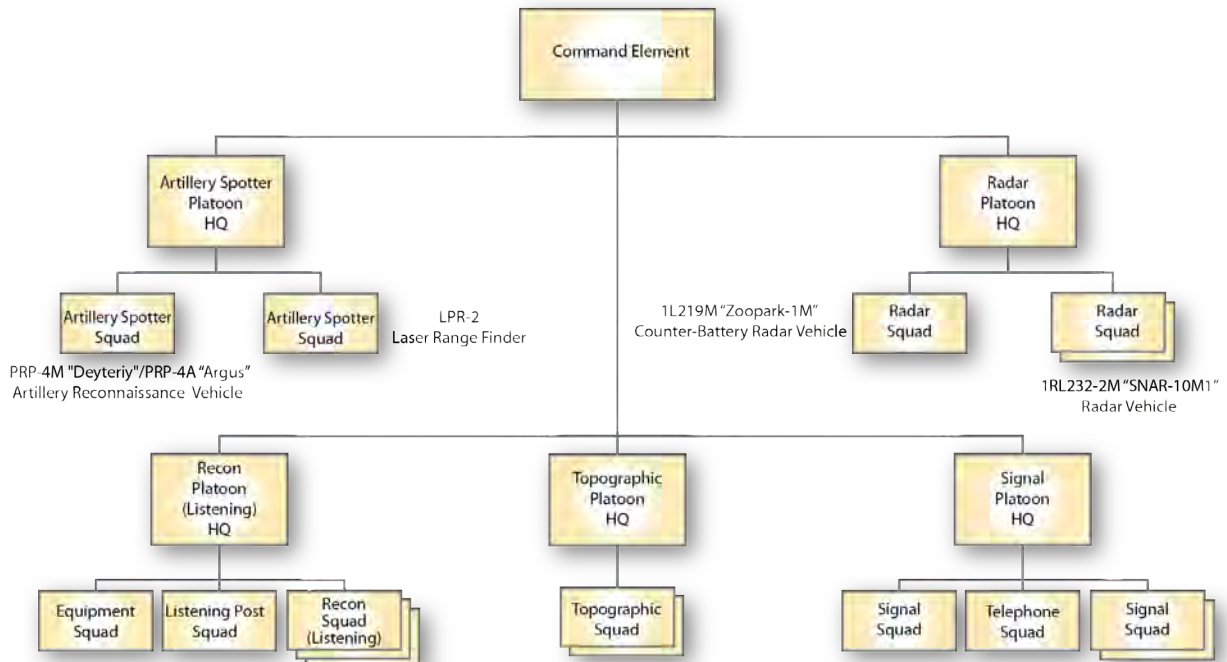 Command Element
Artillery Spotter
Platoon
HQ
Radar
Platoon
HQ
Artillery Spotter
Squad
Artillery Spotter
Squad
LPR-2
Laser Range Finder
1L219M "Zoopark-1M"
Counter-Battery Radar Vehicle
Radar
Squad
Radar
Squad
PRP-4M "Deyteriy"/PRP-4A "Argus"
Artillery Reconnaissance Vehicle
1RL232-2M "SNAR-10M1"
Radar Vehicle
Recon
Platoon
(Listening)
HQ
Topographic
Platoon
HQ
Signal
Platoon
HQ
Equipment
Squad
Listening Post
Squad
Recon
Squad
(Listening)
Topographic
Squad
Signal
Squad
Telephone
Squad
Signal
Squad